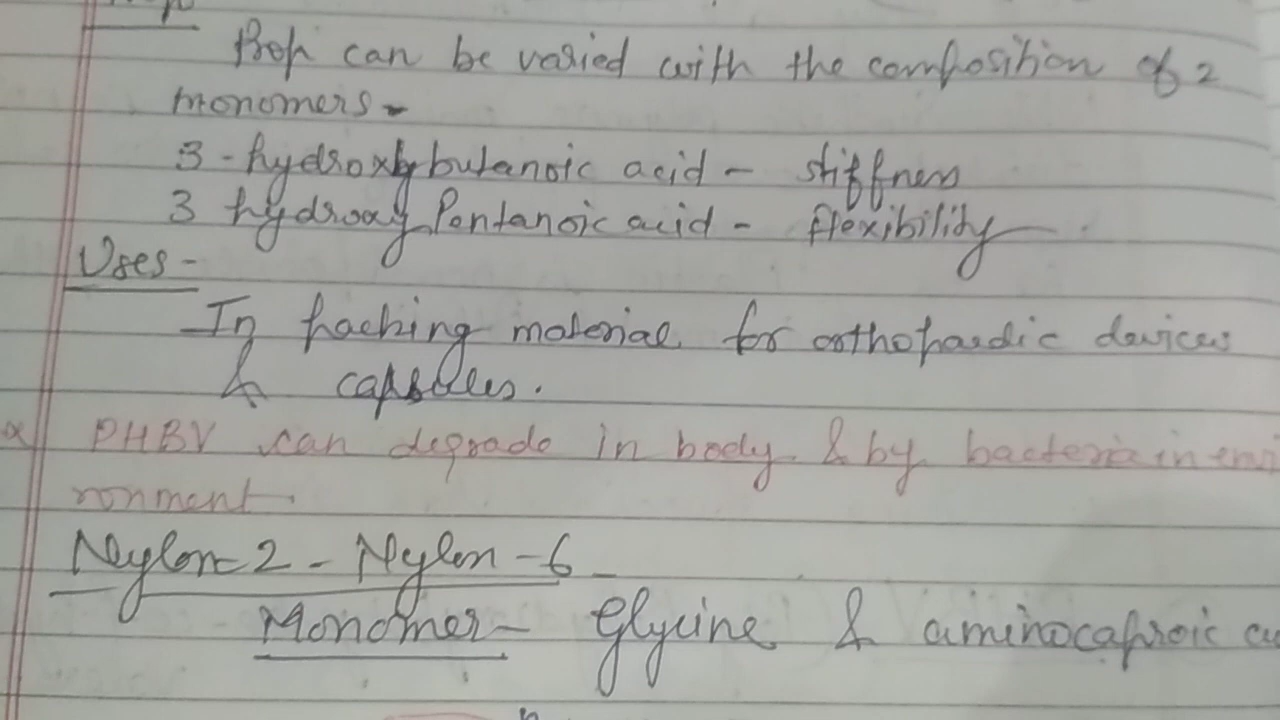 Prop can be varied with the composition of 2
monomers -
3 - hydroxybutanoic acid - stiffness
3 hydroxy Pentanoic acid - flexibility
Uses -
In packing material for orthopaedic devices
& capsules.
PHBV can degrade in body & by bacteria in envi
ronment.
Nylon-2 - Nylon - 6
Monomer - Glycine & aminocaproic